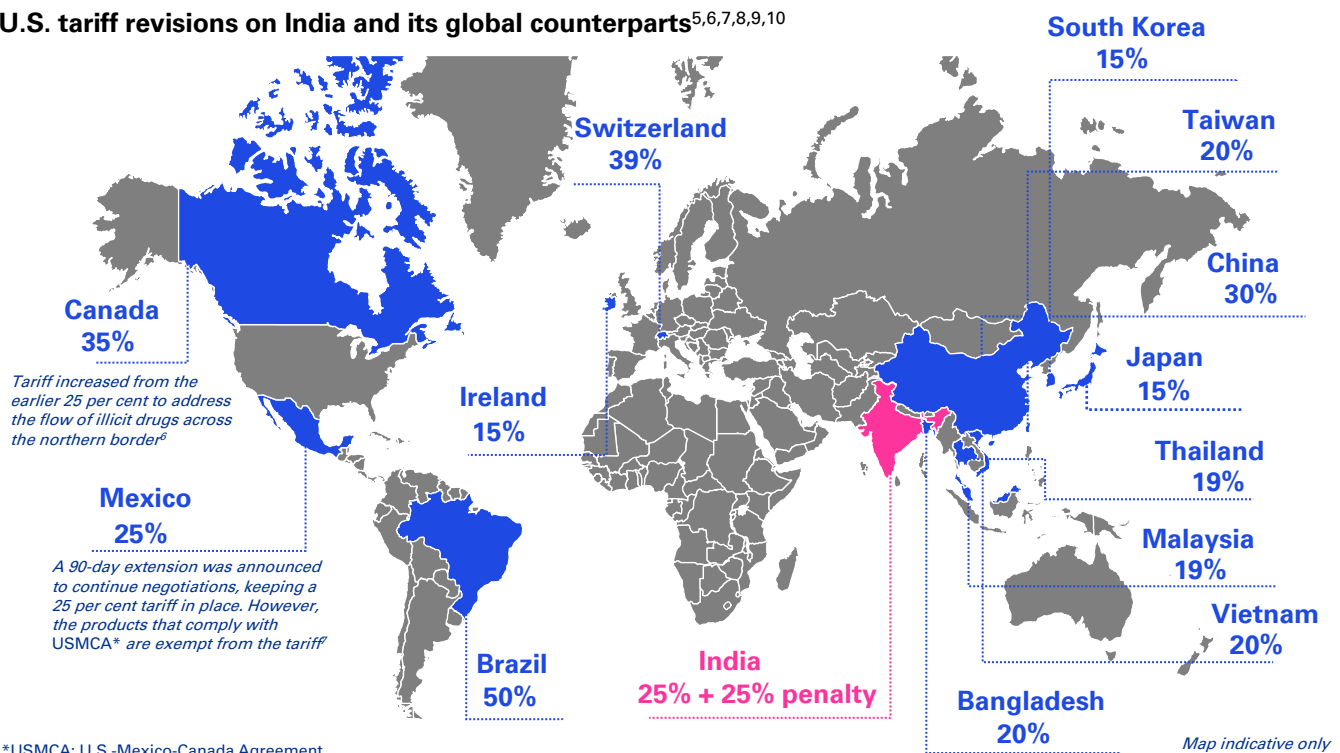 U.S. tariff revisions on India and its global counterparts5,6,7,8,9,10
South Korea
15%
Switzerland
39%
Taiwan
20%
China
30%
Canada
35%
Tariff increased from the
earlier 25 per cent to address
the flow of illicit drugs across
the northern border6
Japan
15%
Ireland
15%
Thailand
19%
Mexico
25%
A 90-day extension was announced
to continue negotiations, keeping a
25 per cent tariff in place. However,
the products that comply with
USMCA* are exempt from the tariff7
Malaysia
19%
Vietnam
20%
Brazil
50%
India
25% + 25% penalty
Bangladesh
20%
*USMCA: U.S.-Mexico-Canada Agreement
Map indicative only